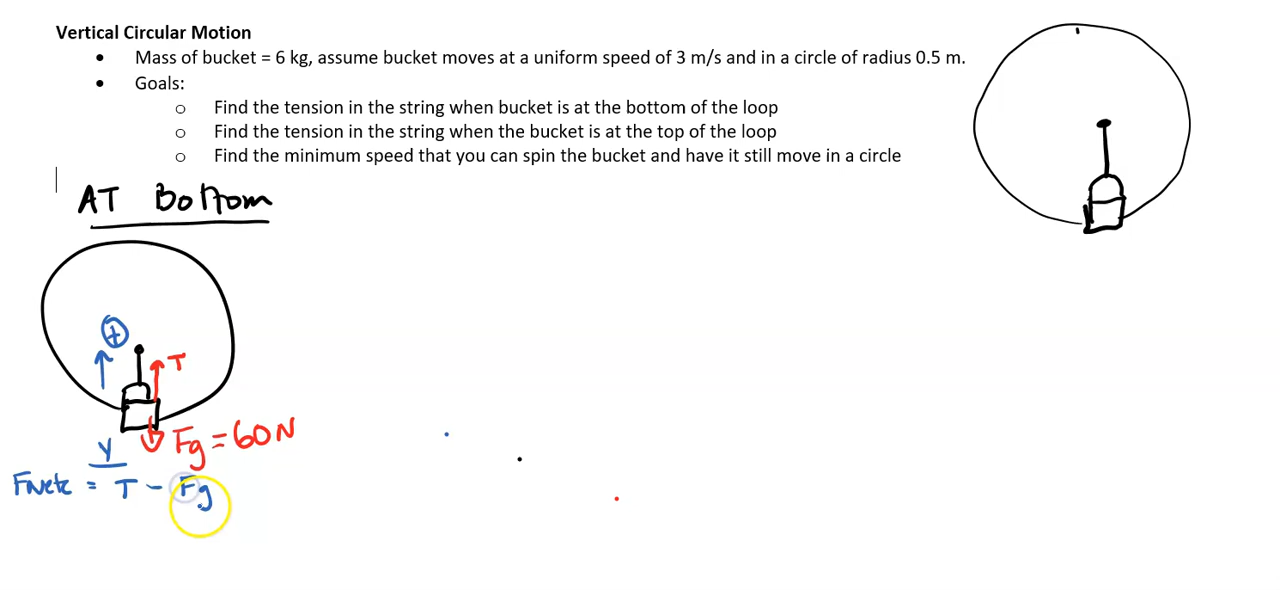 Vertical Circular Motion
• Mass of bucket = 6 kg, assume bucket moves at a uniform speed of 3 m/s and in a circle of radius 0.5 m.
• Goals:
o Find the tension in the string when bucket is at the bottom of the loop
o Find the tension in the string when the bucket is at the top of the loop
o Find the minimum speed that you can spin the bucket and have it still move in a circle
AT Bottom
+
T
Fg = 60N
Y
Fnetc = T - Fg